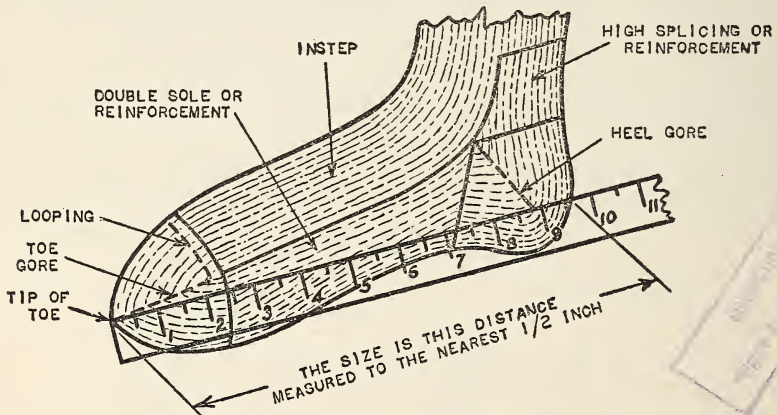 INSTEP
HIGH SPLICING OR
REINFORCEMENT
DOUBLE SOLE OR
REINFORCEMENT
HEEL GORE
LOOPING
TOE
GORE
TIP OF
TOE
1 2 3 4 5 6 7 8 9 10 11
THE SIZE IS THIS DISTANCE
MEASURED TO THE NEAREST 1/2 INCH